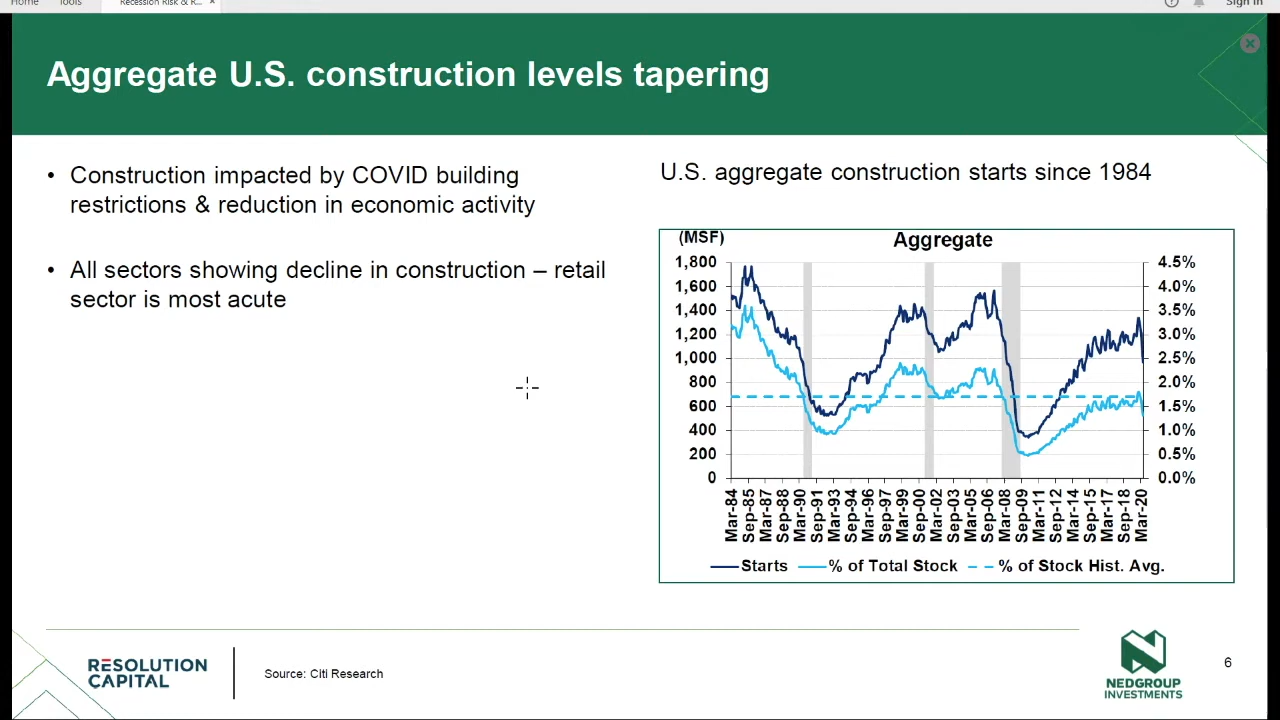 Home Tools Recession Risk & R... × Sign In
Aggregate U.S. construction levels tapering
• Construction impacted by COVID building
restrictions & reduction in economic activity
• All sectors showing decline in construction – retail
sector is most acute
U.S. aggregate construction starts since 1984
(MSF)
Aggregate
1,800 4.5%
1,600 4.0%
1,400 3.5%
1,200 3.0%
1,000 2.5%
800 2.0%
600 1.5%
400 1.0%
200 0.5%
0 0.0%
Mar-84
Sep-85
Mar-87
Sep-88
Mar-90
Sep-91
Mar-93
Sep-94
Mar-96
Sep-97
Mar-99
Sep-00
Mar-02
Sep-03
Mar-05
Sep-06
Mar-08
Sep-09
Mar-11
Sep-12
Mar-14
Sep-15
Mar-17
Sep-18
Mar-20
Starts % of Total Stock % of Stock Hist. Avg.
RESOLUTION
CAPITAL
Source: Citi Research
NEDGROUP
INVESTMENTS
6